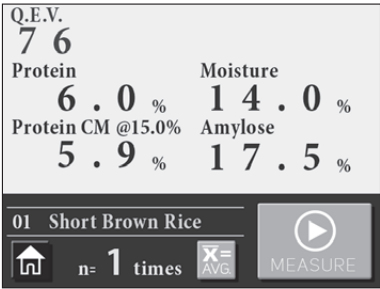 Q.E.V.
7 6
Protein Moisture
6 . 0 % 1 4 . 0 %
Protein CM @15.0% Amylose
5 . 9 % 1 7 . 5 %
01 Short Brown Rice
n= 1 times X= AVG. MEASURE